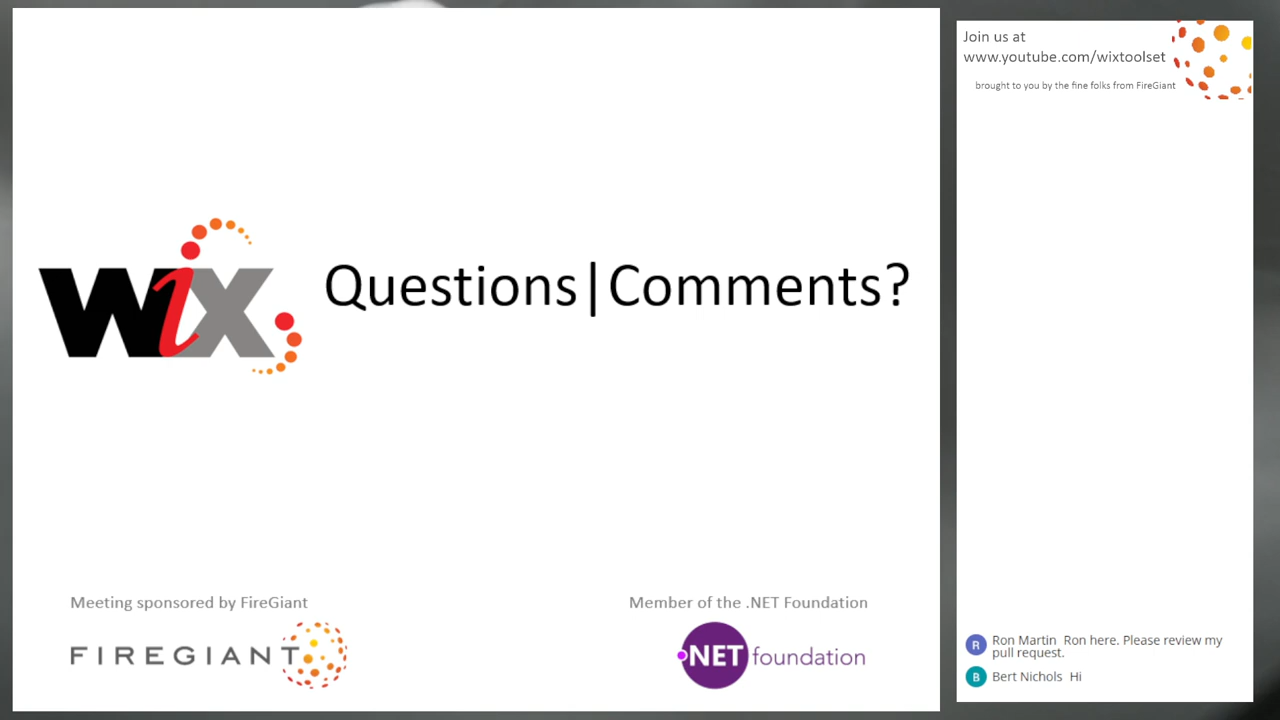 WiX
Questions|Comments?
Meeting sponsored by FireGiant
FIREGIANT
Member of the .NET Foundation
.NET foundation
Join us at
www.youtube.com/wixtoolset
brought to you by the fine folks from FireGiant
R Ron Martin Ron here. Please review my
pull request.
B Bert Nichols Hi